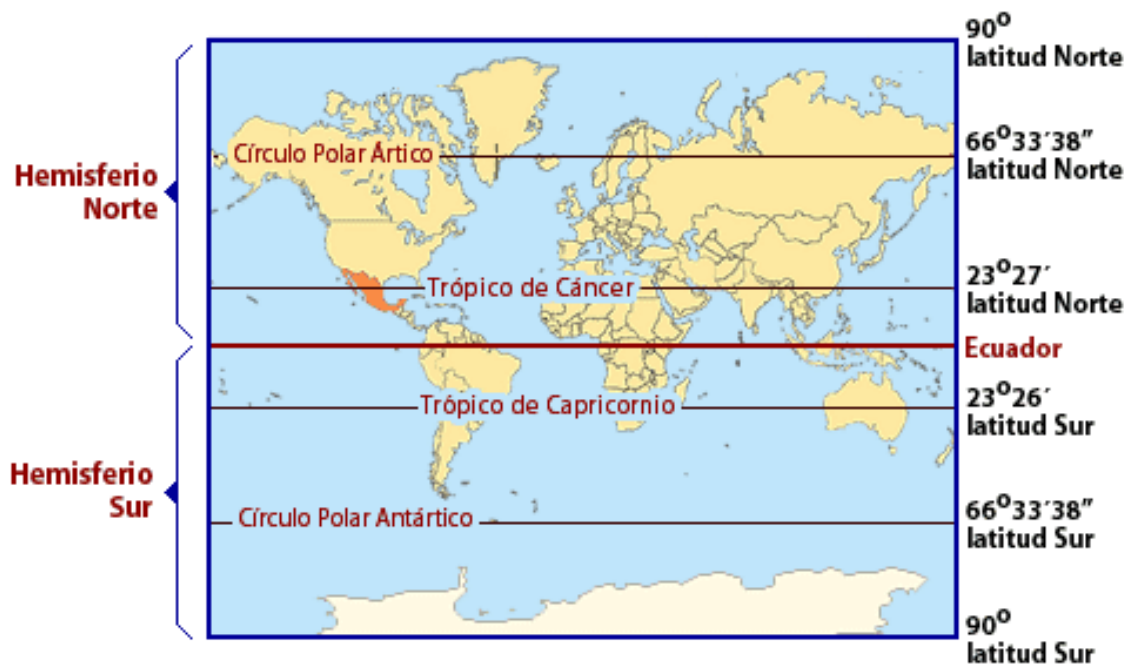 90º
latitud Norte
Círculo Polar Ártico
66º33´38”
latitud Norte
Hemisferio
Norte
Trópico de Cáncer
23º27´
latitud Norte
Ecuador
Trópico de Capricornio
23º26´
latitud Sur
Hemisferio
Sur
Círculo Polar Antártico
66º33´38”
latitud Sur
90º
latitud Sur